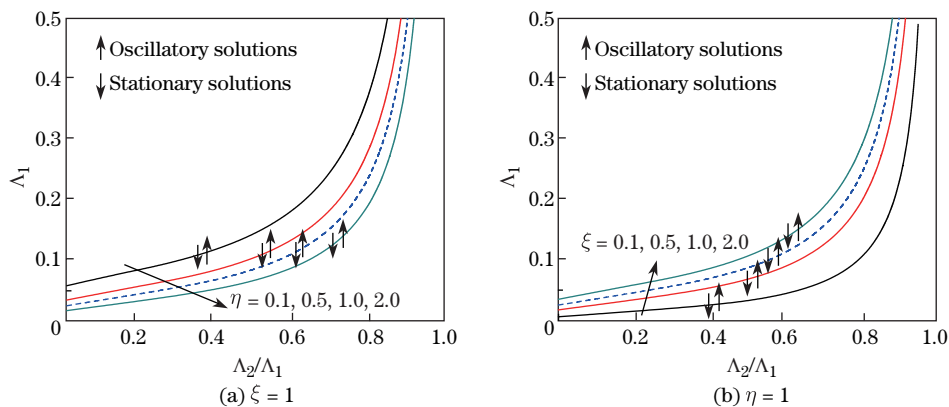 0.5
0.4
0.3
0.2
0.1
0
Λ₁
↑ Oscillatory solutions
↓ Stationary solutions
η = 0.1, 0.5, 1.0, 2.0
0.2 0.4 0.6 0.8 1.0
Λ₂/Λ₁
(a) ξ = 1
0.5
0.4
0.3
0.2
0.1
0
Λ₁
↑ Oscillatory solutions
↓ Stationary solutions
ξ = 0.1, 0.5, 1.0, 2.0
0.2 0.4 0.6 0.8 1.0
Λ₂/Λ₁
(b) η = 1